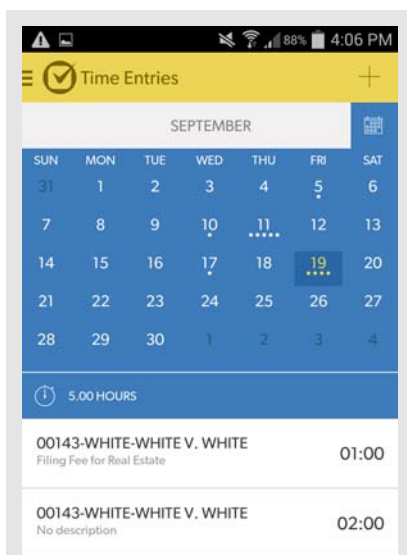 88% 4:06 PM
Time Entries
SEPTEMBER
SUN MON TUE WED THU FRI SAT
31 1 2 3 4 5 6
7 8 9 10 11 12 13
14 15 16 17 18 19 20
21 22 23 24 25 26 27
28 29 30 1 2 3 4
5.00 HOURS
00143-WHITE-WHITE V. WHITE
Filing Fee for Real Estate
01:00
00143-WHITE-WHITE V. WHITE
No description
02:00